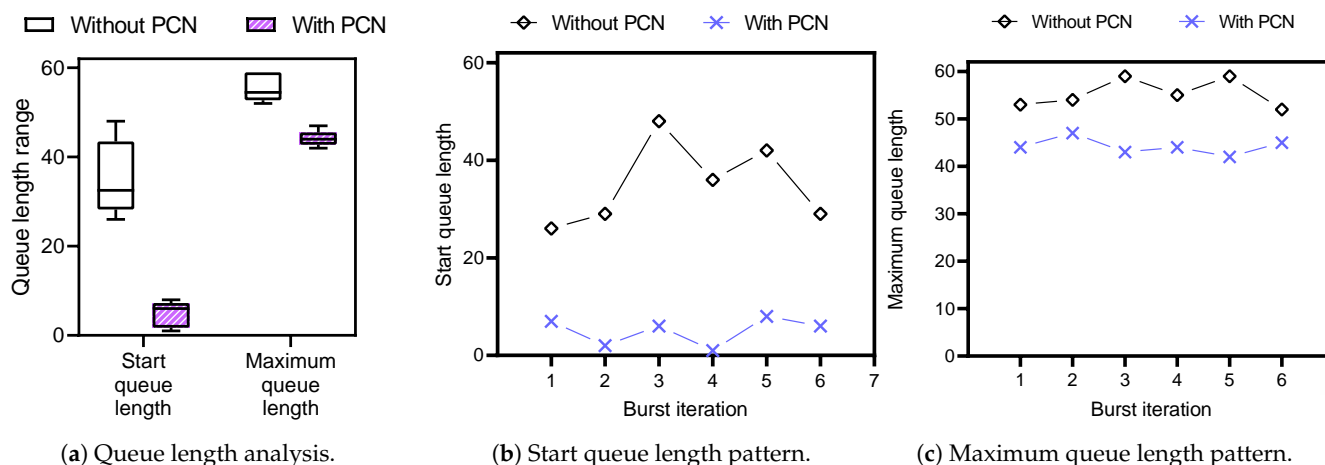 Without PCN With PCN
Queue length range
60
40
20
0
Start queue length
Maximum queue length
(a) Queue length analysis.
Without PCN With PCN
Start queue length
60
40
20
0
1 2 3 4 5 6 7
Burst iteration
(b) Start queue length pattern.
Without PCN With PCN
Maximum queue length
60
50
40
30
20
10
0
1 2 3 4 5 6
Burst iteration
(c) Maximum queue length pattern.